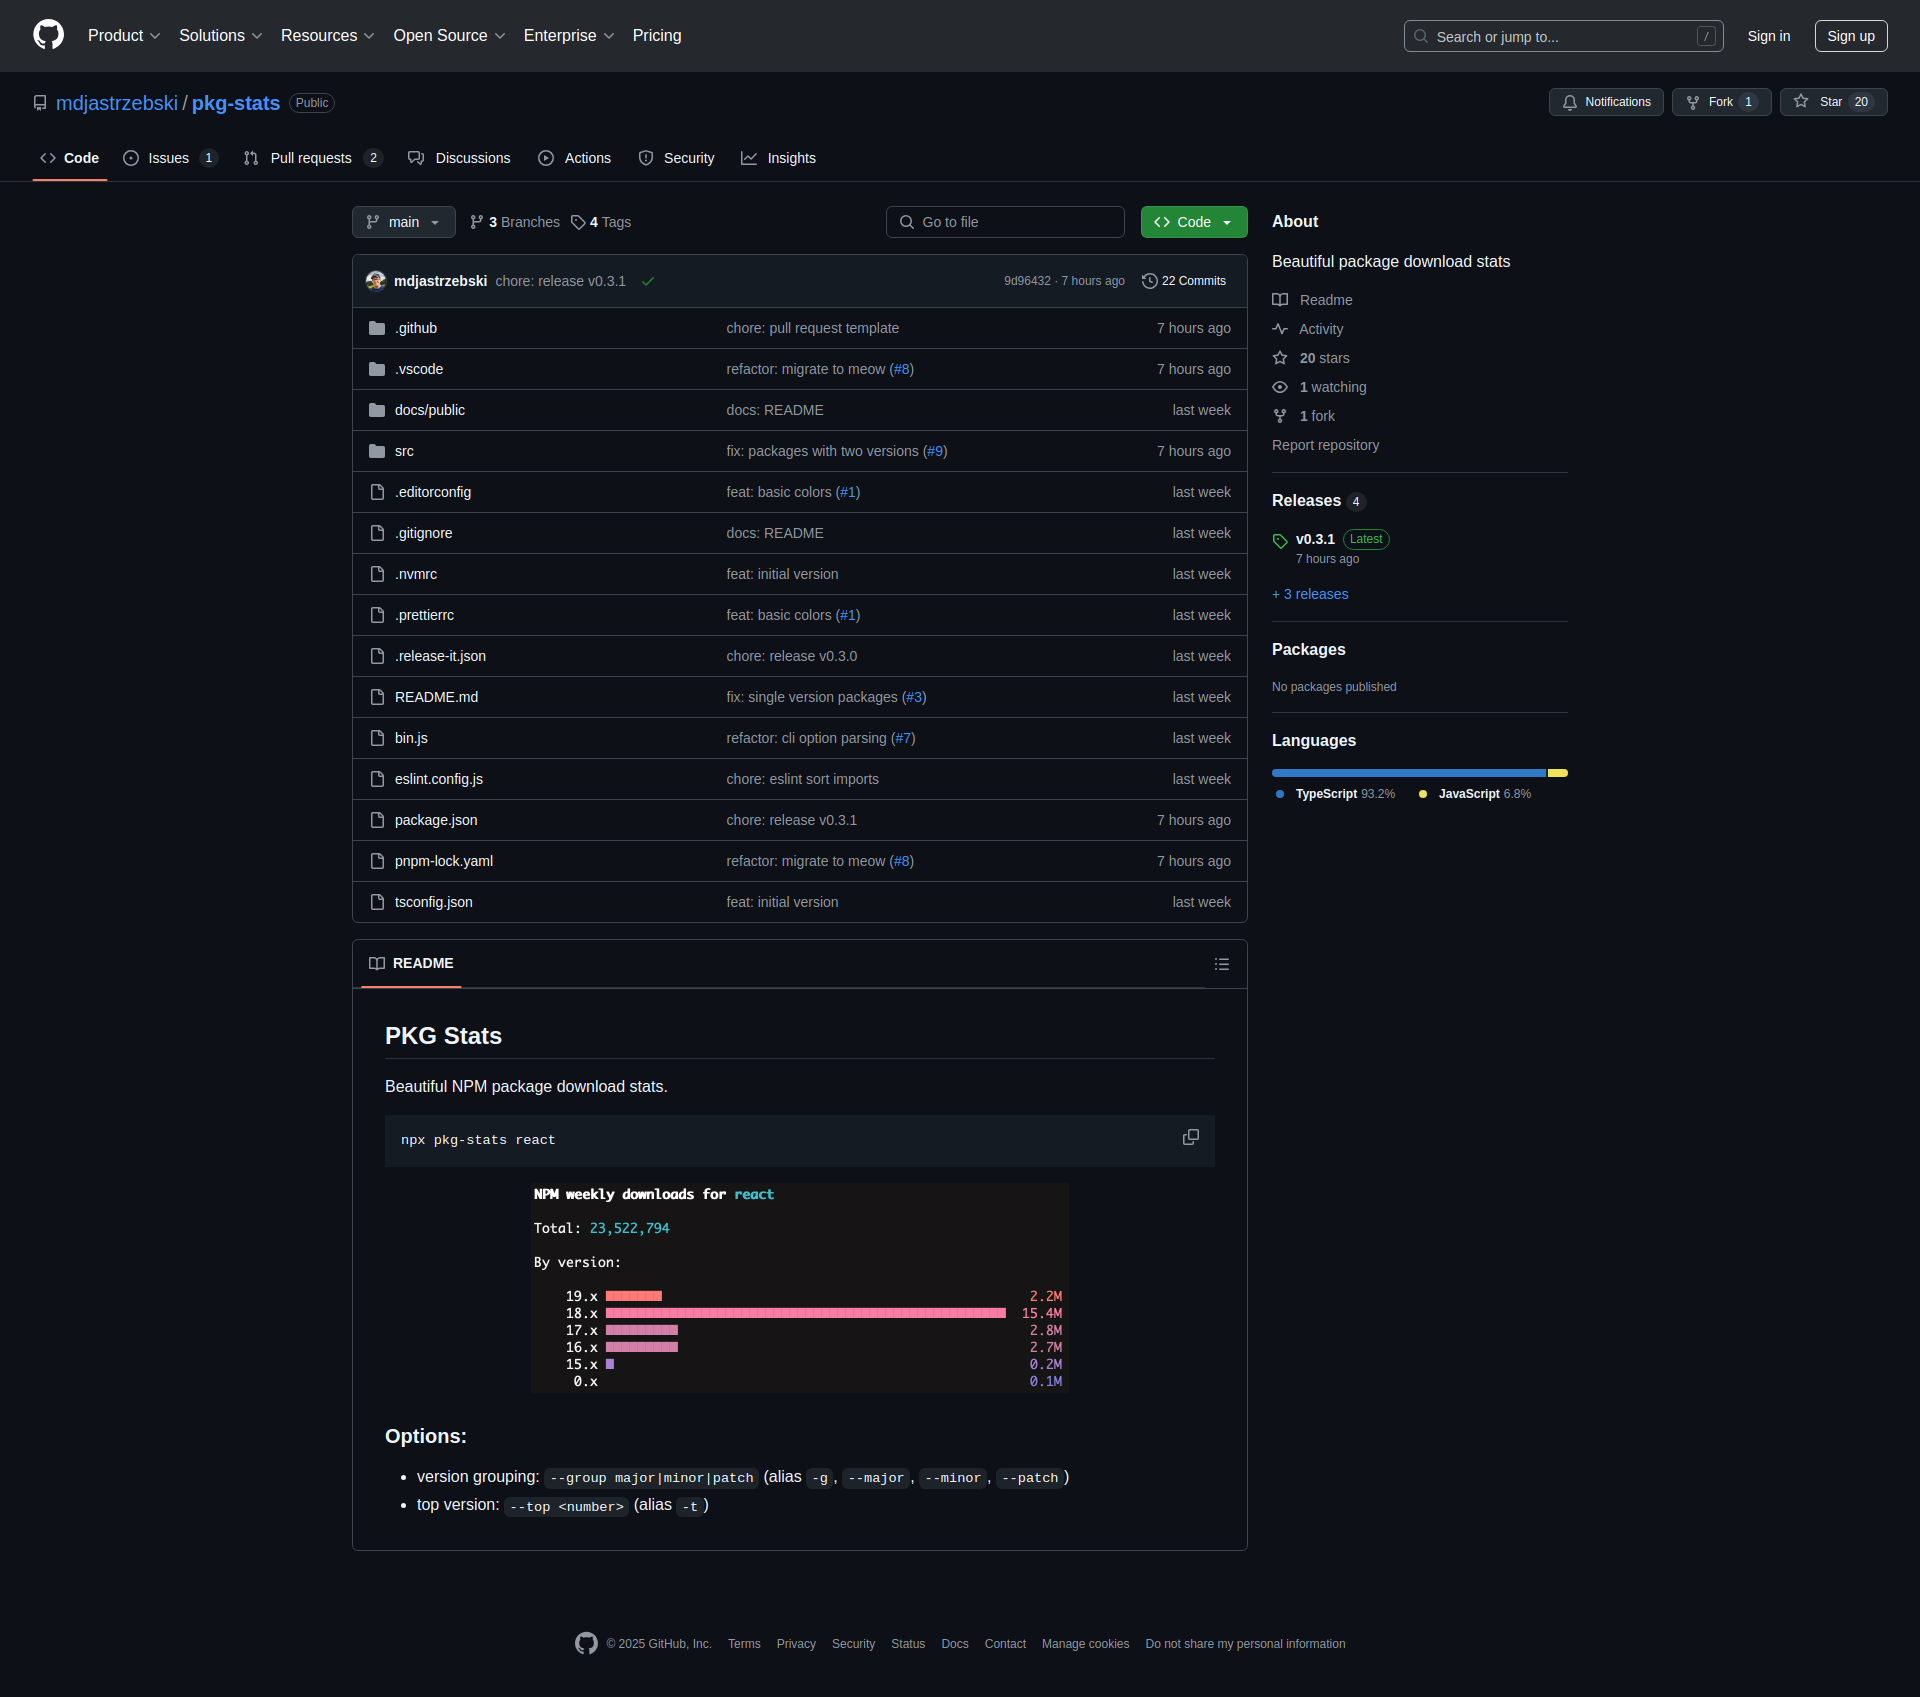 Product Solutions Resources Open Source Enterprise Pricing Search or jump to... / Sign in Sign up
mdjastrzebski / pkg-stats Public Notifications Fork 1 Star 20
Code Issues 1 Pull requests 2 Discussions Actions Security Insights
main 3 Branches 4 Tags Go to file Code
mdjastrzebski chore: release v0.3.1 9d96432 · 7 hours ago 22 Commits
.github chore: pull request template 7 hours ago
.vscode refactor: migrate to meow (#8) 7 hours ago
docs/public docs: README last week
src fix: packages with two versions (#9) 7 hours ago
.editorconfig feat: basic colors (#1) last week
.gitignore docs: README last week
.nvmrc feat: initial version last week
.prettierrc feat: basic colors (#1) last week
.release-it.json chore: release v0.3.0 last week
README.md fix: single version packages (#3) last week
bin.js refactor: cli option parsing (#7) last week
eslint.config.js chore: eslint sort imports last week
package.json chore: release v0.3.1 7 hours ago
pnpm-lock.yaml refactor: migrate to meow (#8) 7 hours ago
tsconfig.json feat: initial version last week
README
PKG Stats
Beautiful NPM package download stats.
npx pkg-stats react
NPM weekly downloads for react
Total: 23,522,794
By version:
19.x 2.2M
18.x 15.4M
17.x 2.8M
16.x 2.7M
15.x 0.2M
0.x 0.1M
Options:
• version grouping: --group major|minor|patch (alias -g, --major, --minor, --patch)
• top version: --top <number> (alias -t)
About
Beautiful package download stats
Readme
Activity
20 stars
1 watching
1 fork
Report repository
Releases 4
v0.3.1 Latest
7 hours ago
+ 3 releases
Packages
No packages published
Languages
TypeScript 93.2% JavaScript 6.8%
© 2025 GitHub, Inc. Terms Privacy Security Status Docs Contact Manage cookies Do not share my personal information